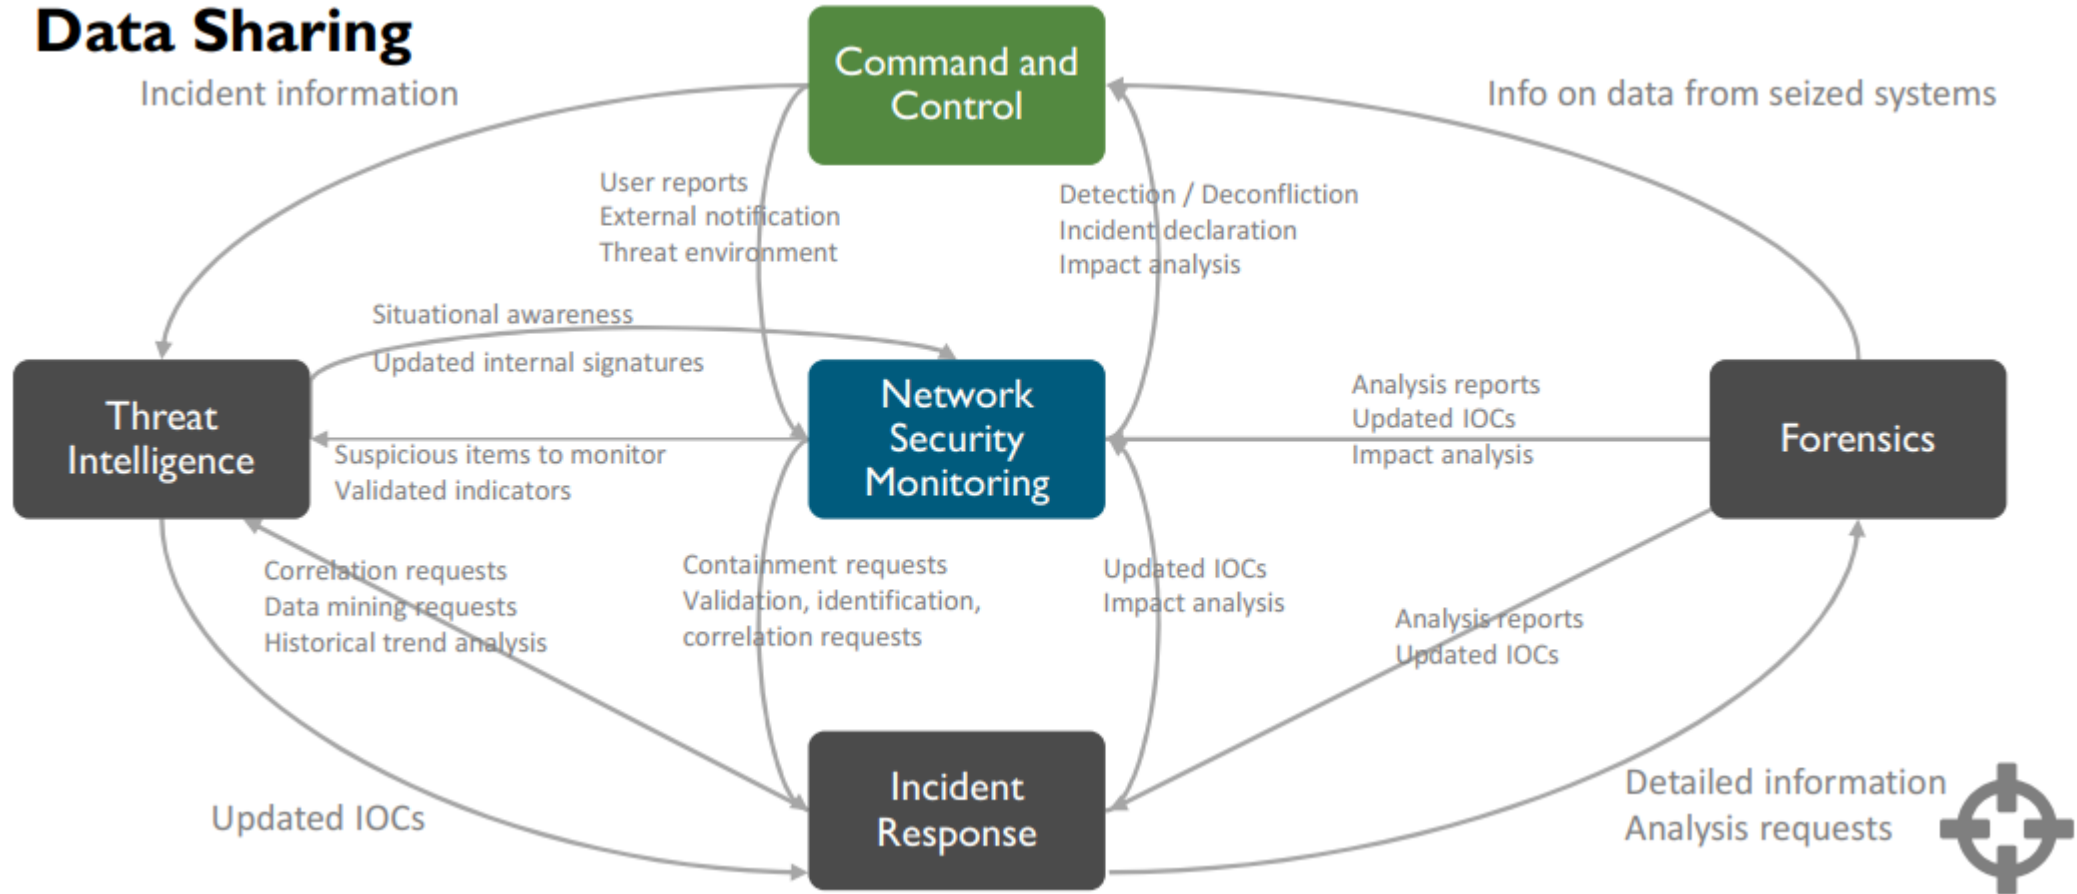 Data Sharing
Incident information
Command and
Control
Info on data from seized systems
User reports
External notification
Threat environment
Detection / Deconfliction
Incident declaration
Impact analysis
Situational awareness
Updated internal signatures
Threat
Intelligence
Network
Security
Monitoring
Analysis reports
Updated IOCs
Impact analysis
Forensics
Suspicious items to monitor
Validated indicators
Correlation requests
Data mining requests
Historical trend analysis
Containment requests
Validation, identification,
correlation requests
Updated IOCs
Impact analysis
Analysis reports
Updated IOCs
Updated IOCs
Incident
Response
Detailed information
Analysis requests